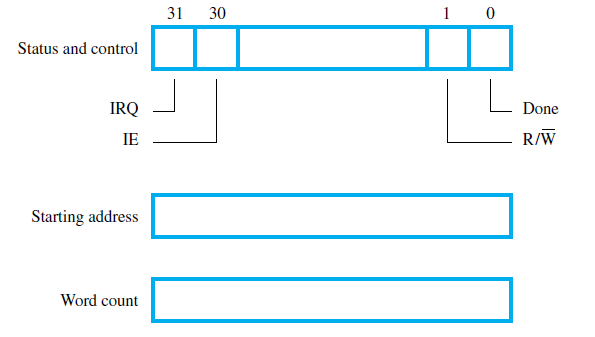 31 30 1 0
Status and control
IRQ Done
IE R/W̅
Starting address
Word count